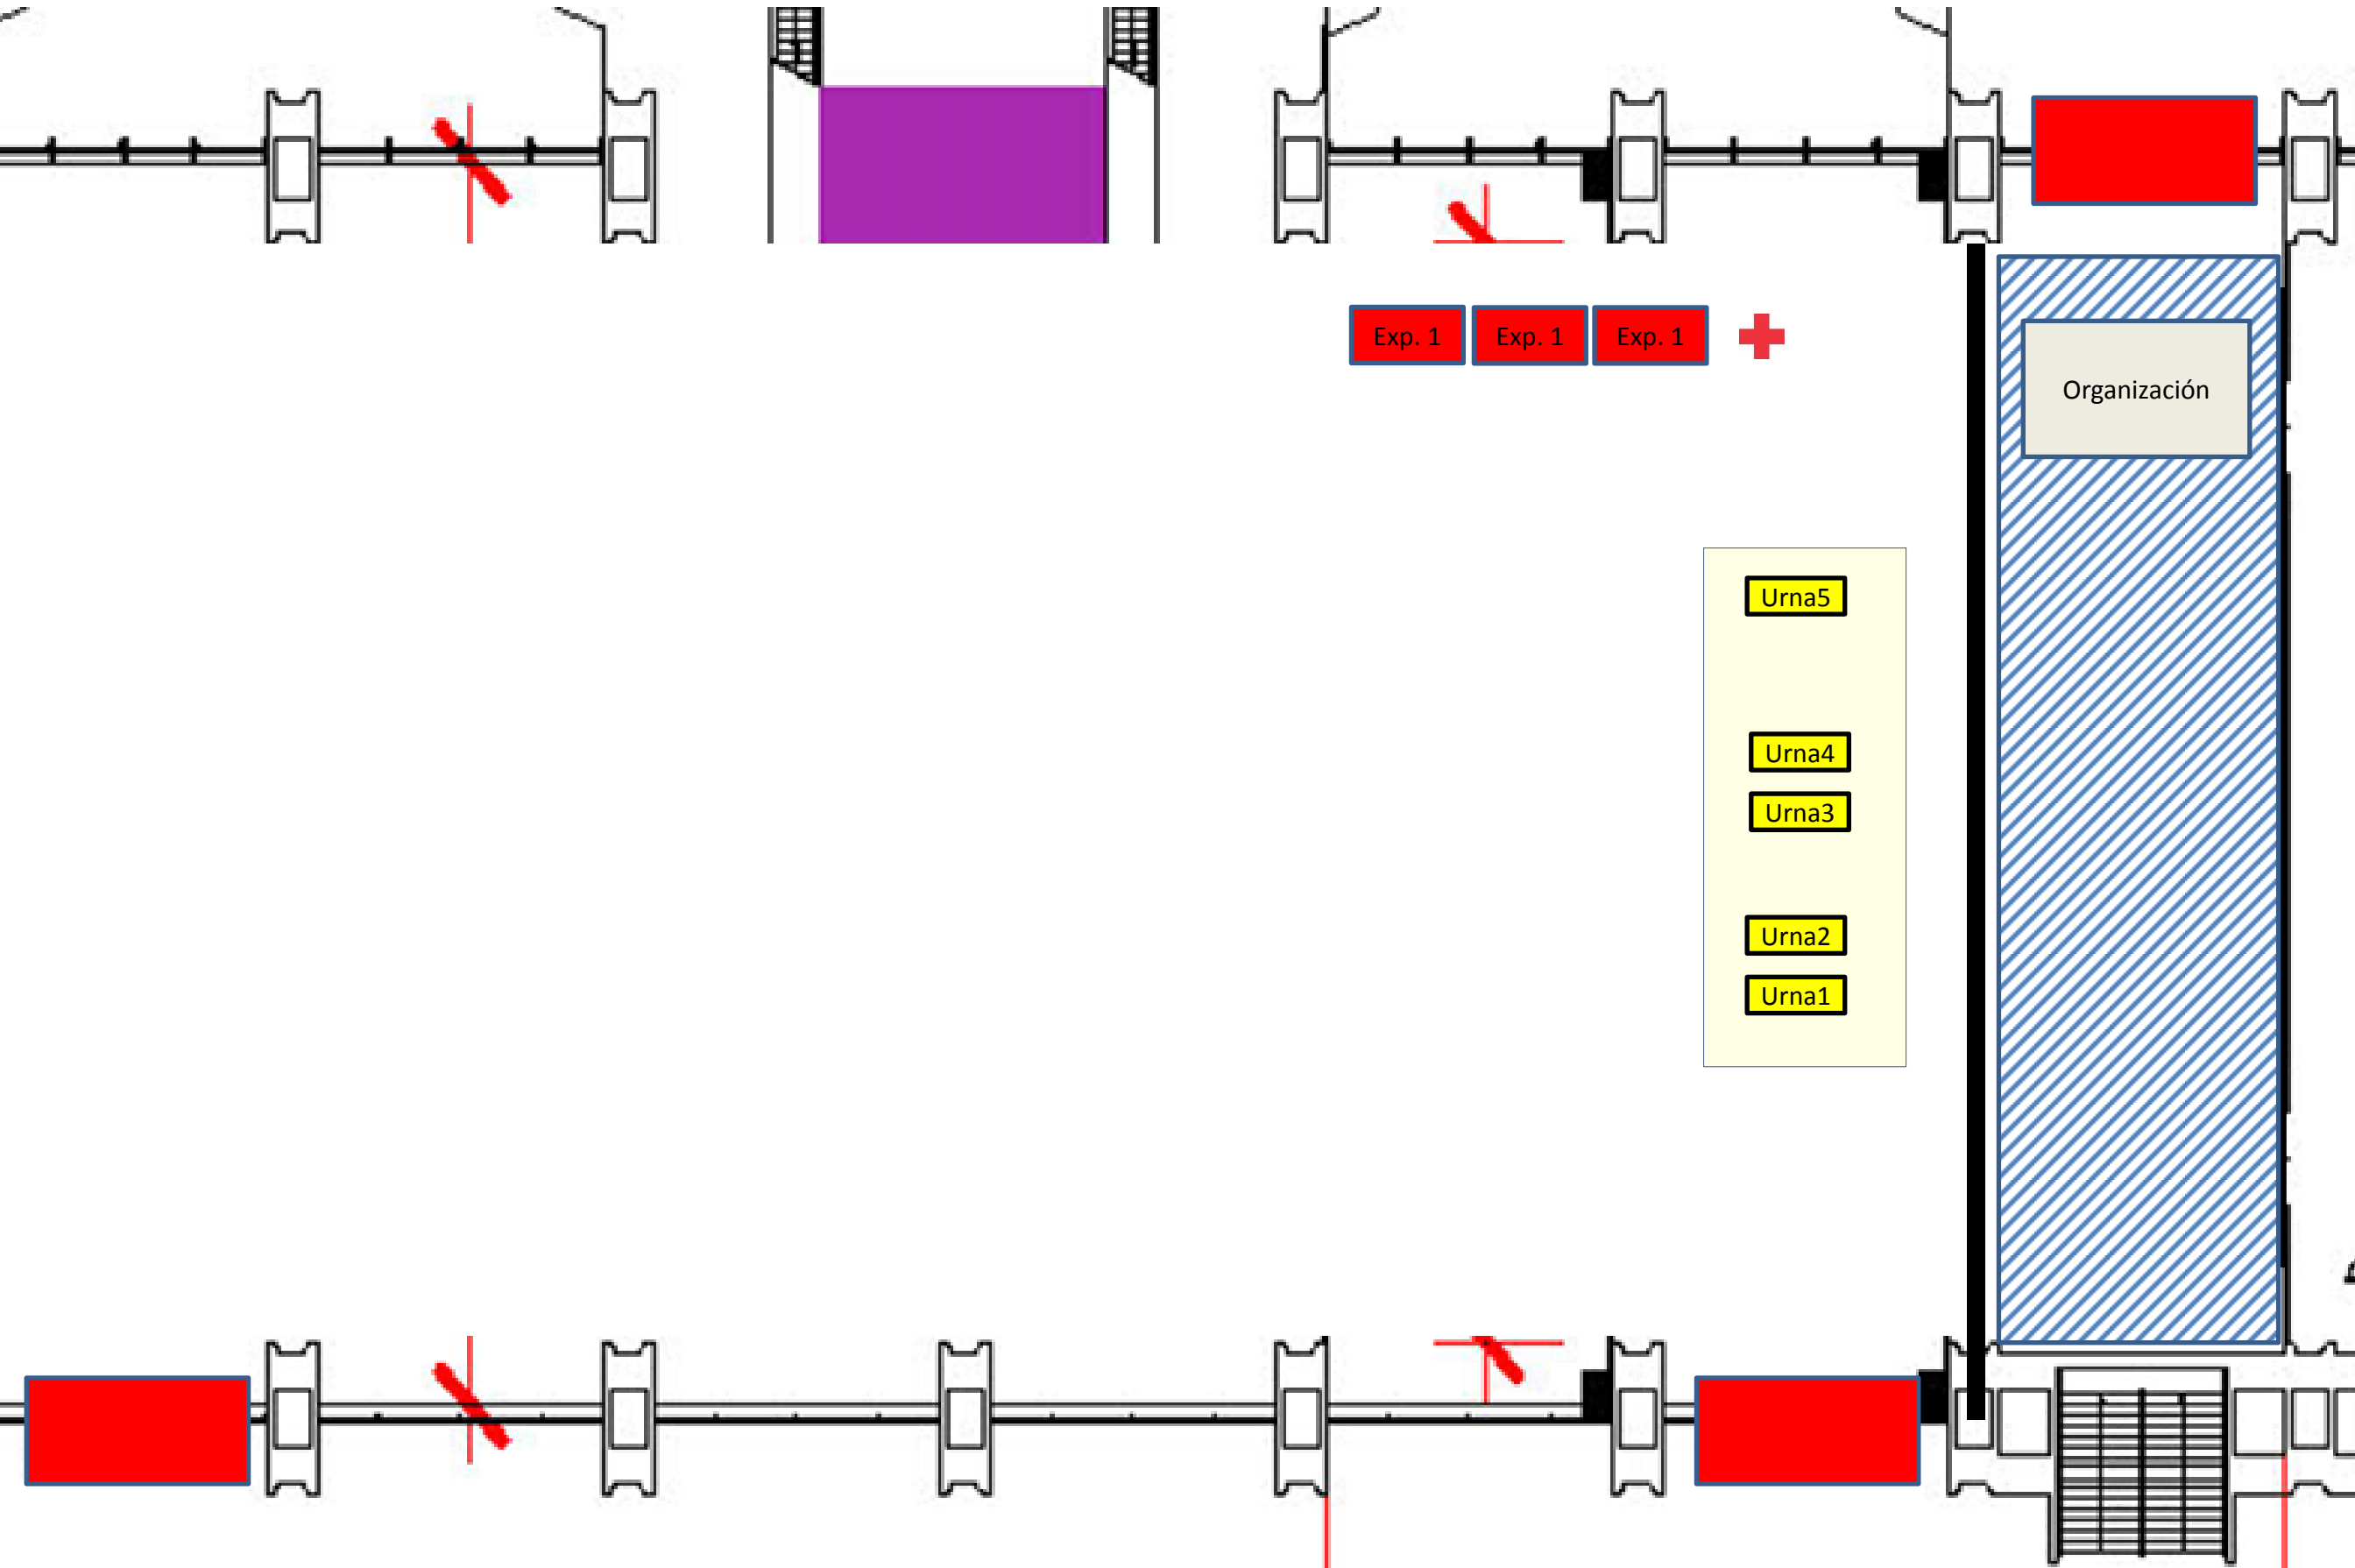 Exp. 1 Exp. 1 Exp. 1
Organización
Urna5
Urna4
Urna3
Urna2
Urna1